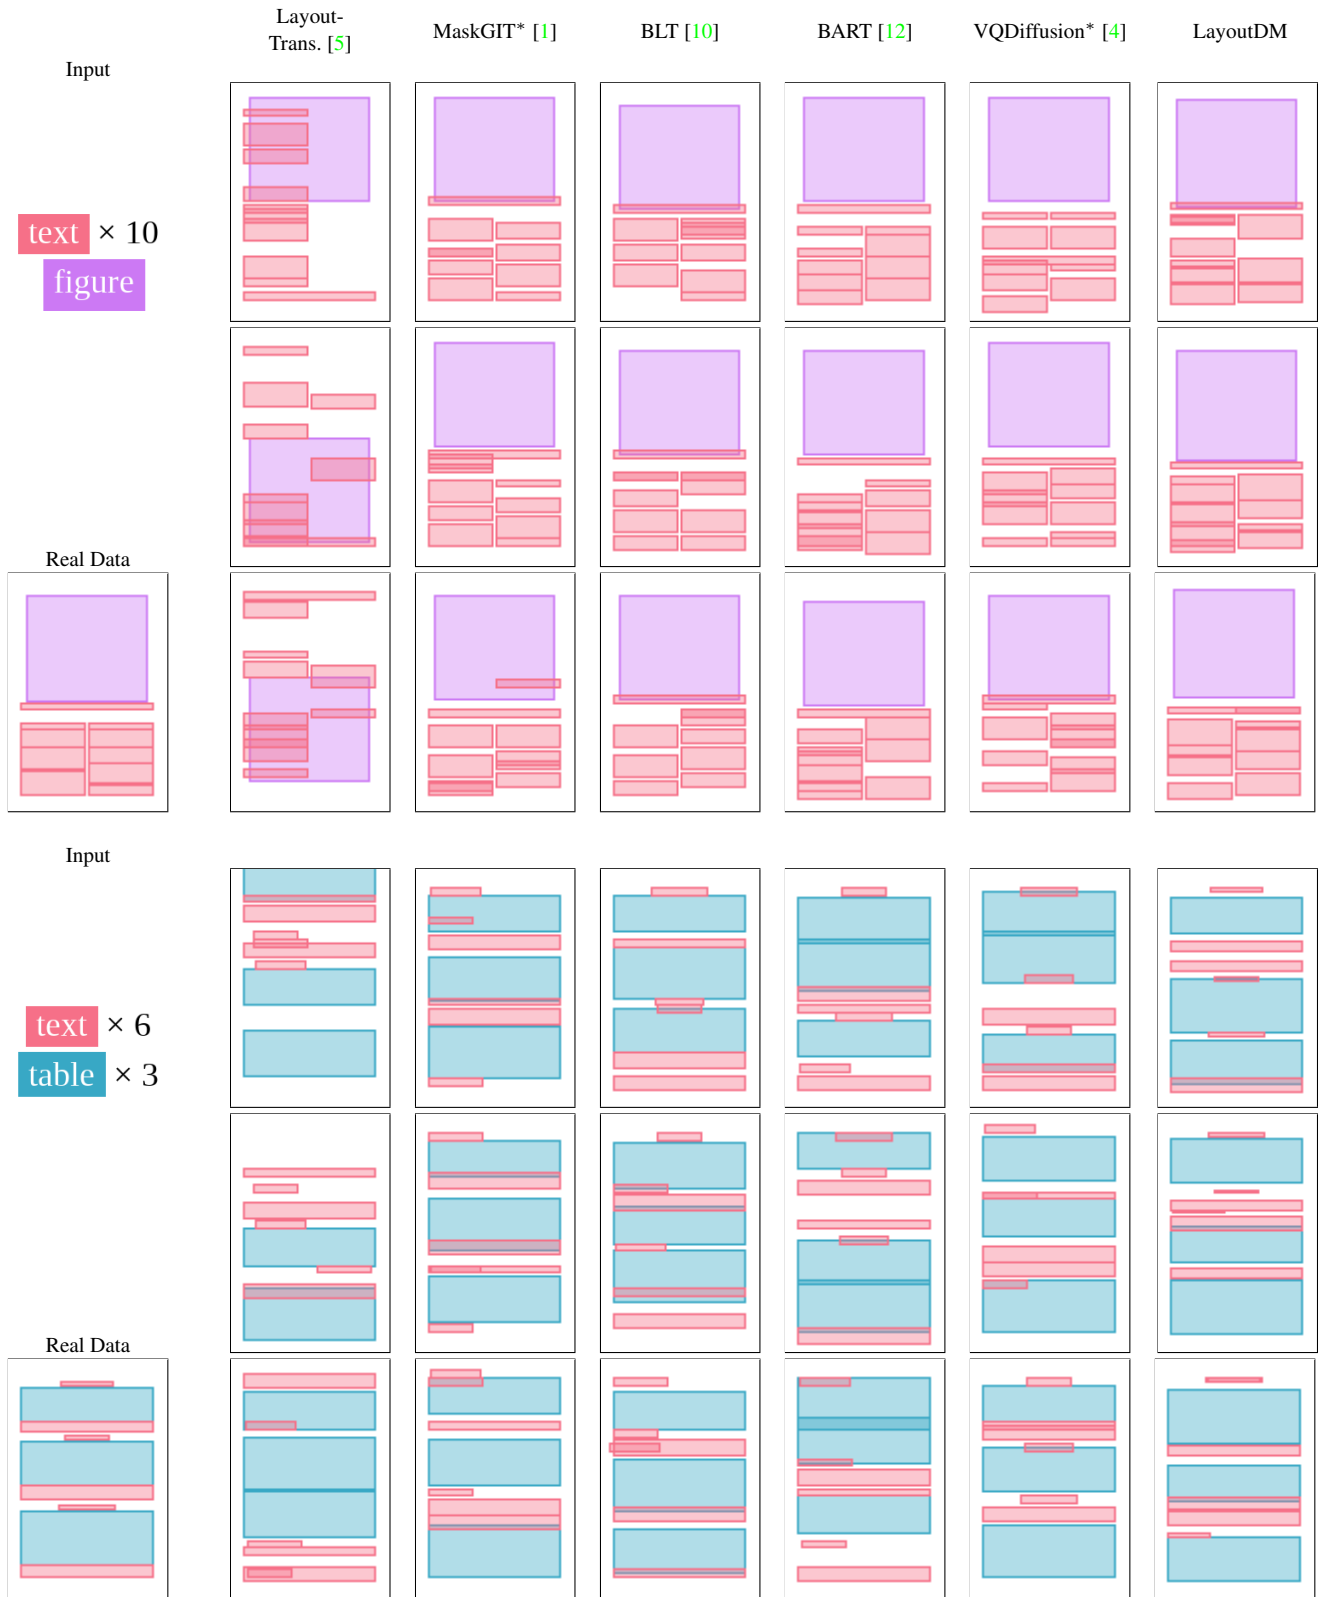 Layout-
Trans. [5]
MaskGIT* [1]
BLT [10]
BART [12]
VQDiffusion* [4]
LayoutDM
Input
text × 10
figure
Real Data
Input
text × 6
table × 3
Real Data